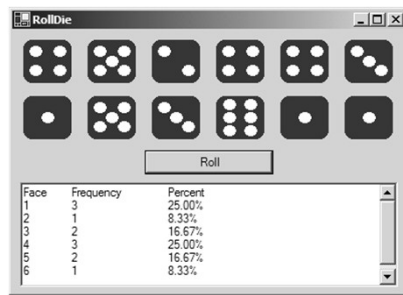 RollDie
Roll
Face Frequency Percent
1 3 25.00%
2 1 8.33%
3 2 16.67%
4 3 25.00%
5 2 16.67%
6 1 8.33%